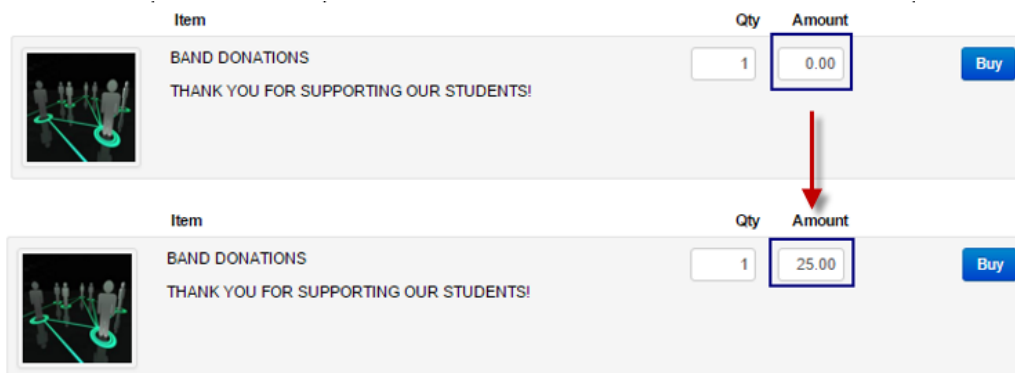 Item Qty Amount
BAND DONATIONS 1 0.00 Buy
THANK YOU FOR SUPPORTING OUR STUDENTS!
Item Qty Amount
BAND DONATIONS 1 25.00 Buy
THANK YOU FOR SUPPORTING OUR STUDENTS!